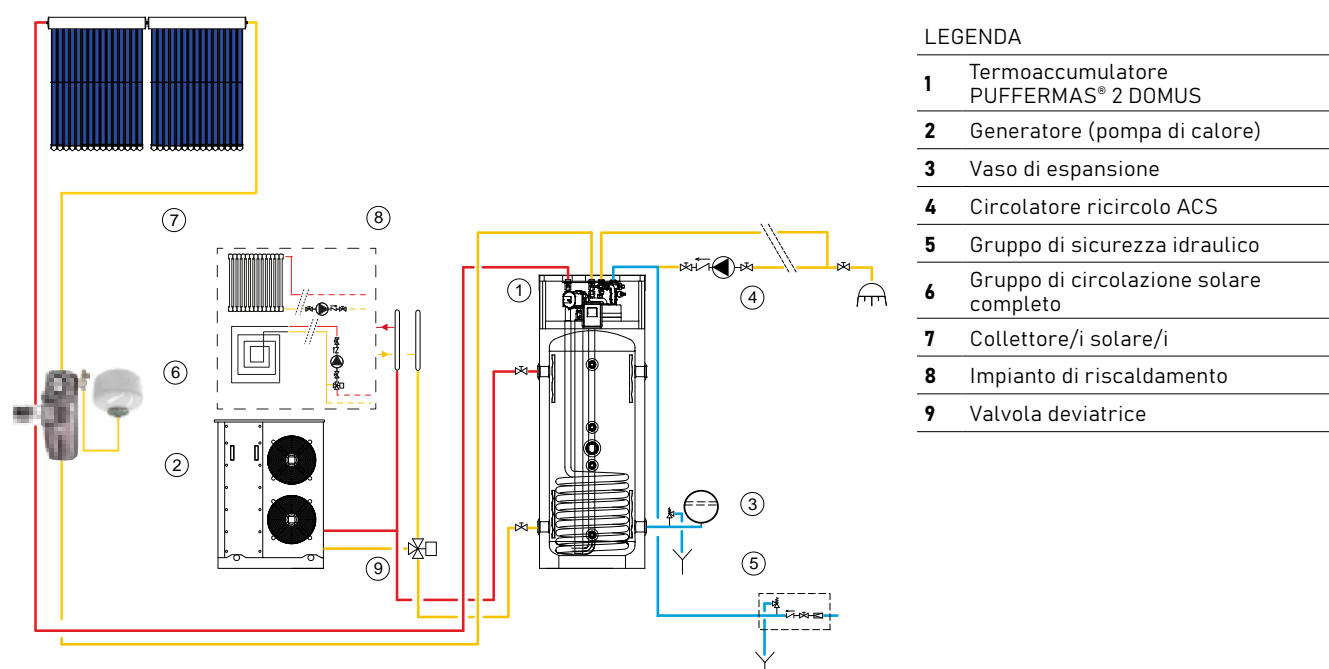 7
8
1
4
6
2
3
9
5
LEGENDA
1 Termoaccumulatore
PUFFERMAS® 2 DOMUS
2 Generatore (pompa di calore)
3 Vaso di espansione
4 Circolatore ricircolo ACS
5 Gruppo di sicurezza idraulico
6 Gruppo di circolazione solare
completo
7 Collettore/i solare/i
8 Impianto di riscaldamento
9 Valvola deviatrice